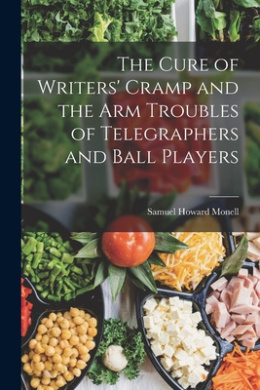 The Cure of
Writers' Cramp and
the Arm Troubles
of Telegraphers
and Ball Players
Samuel Howard Monell